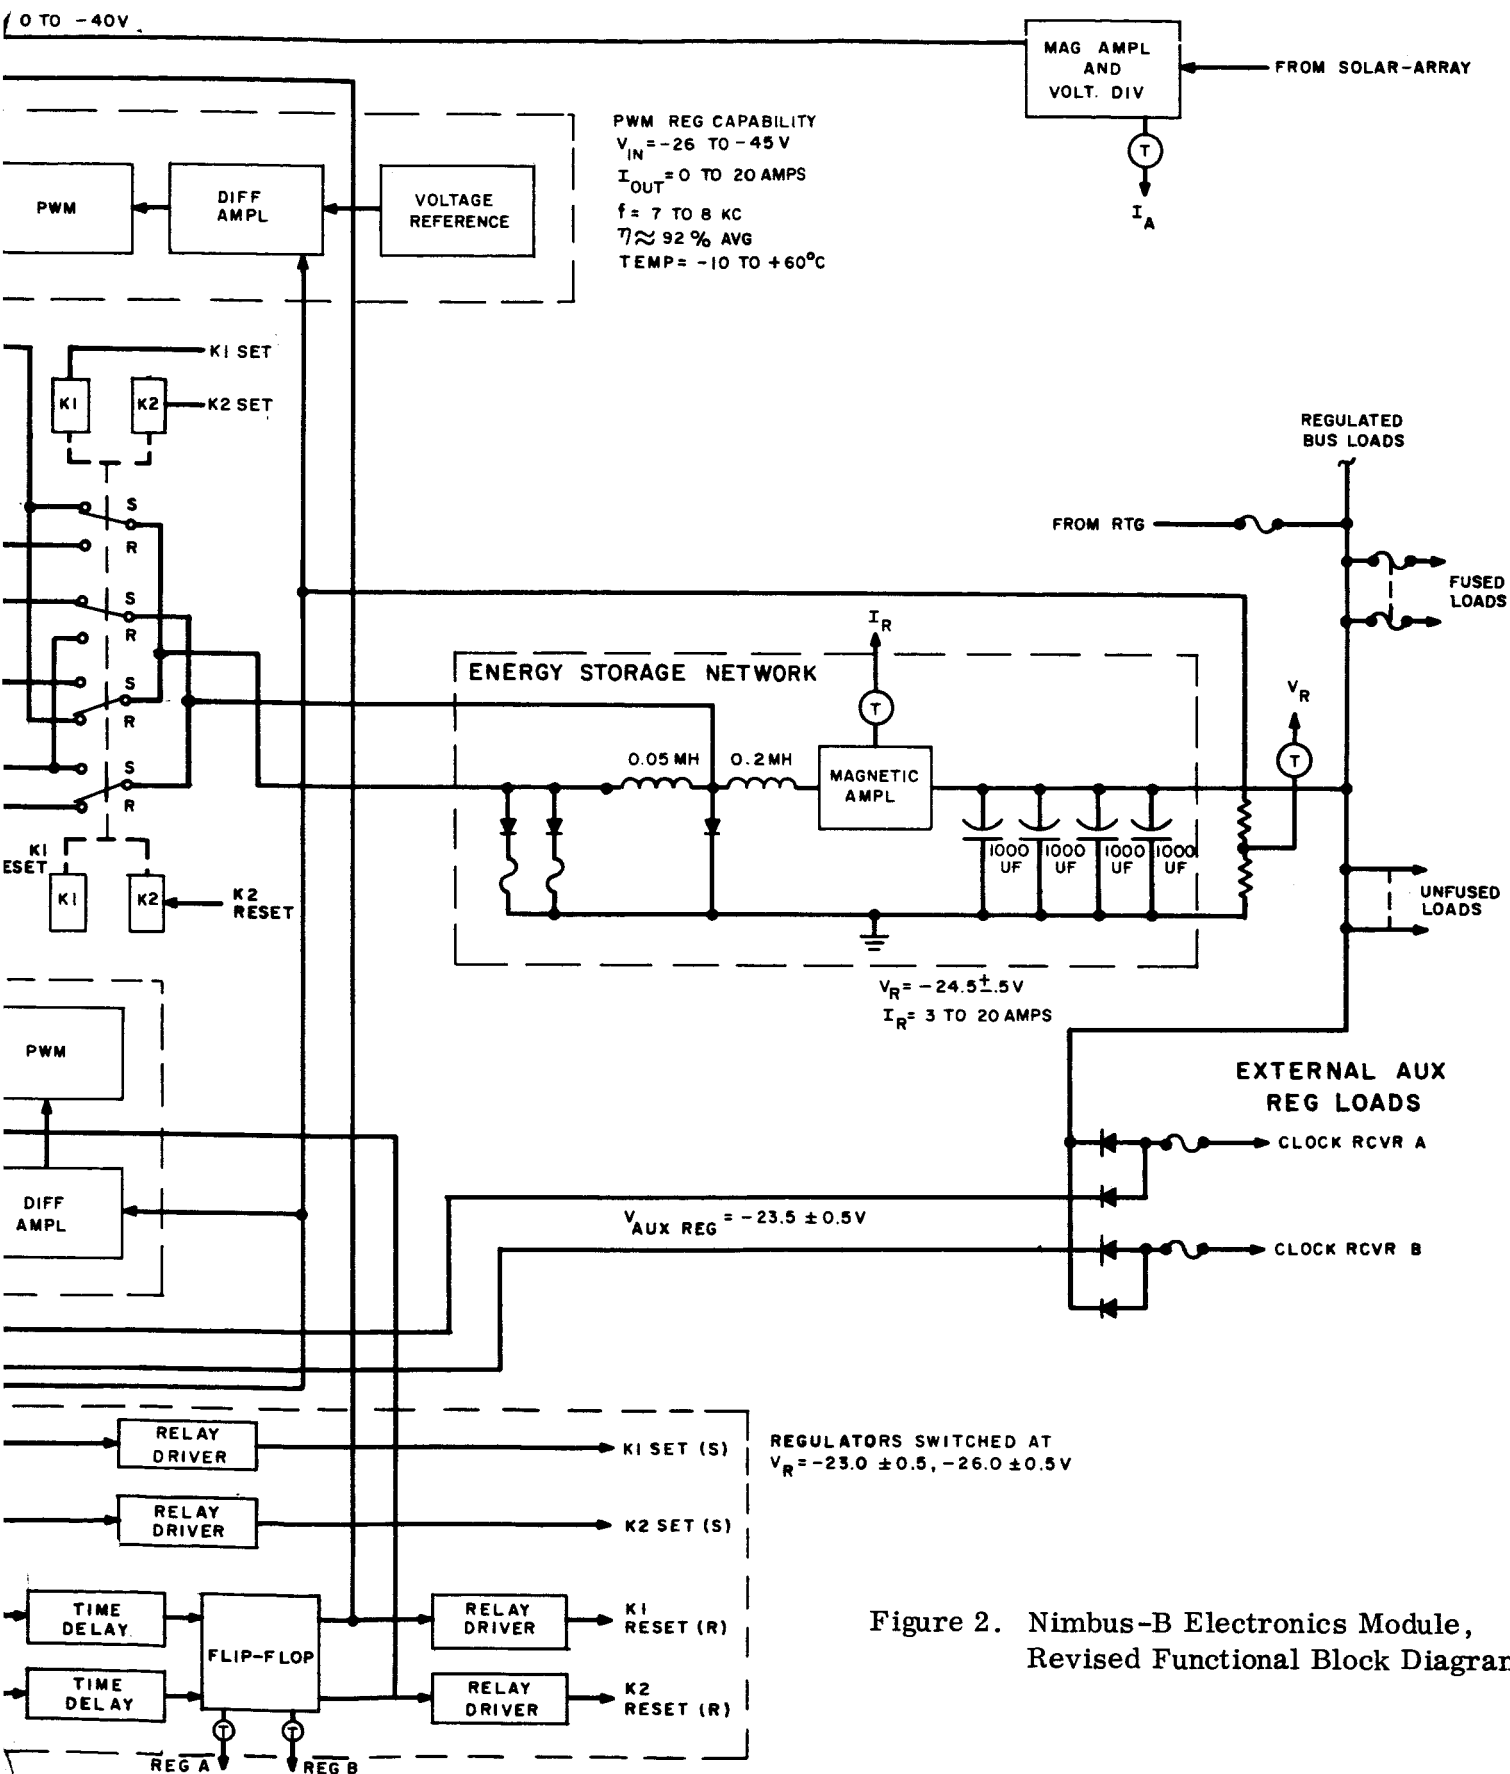 0 TO -40V
MAG AMPL
AND
VOLT. DIV
FROM SOLAR-ARRAY
T
I_A
PWM REG CAPABILITY
V_IN = -26 TO -45 V
I_OUT = 0 TO 20 AMPS
f = 7 TO 8 KC
η ≈ 92 % AVG
TEMP = -10 TO +60°C
PWM
DIFF
AMPL
VOLTAGE
REFERENCE
K1 SET
K1
K2
K2 SET
REGULATED
BUS LOADS
S
R
FROM RTG
FUSED
LOADS
S
R
I_R
ENERGY STORAGE NETWORK
S
R
T
V_R
T
0.05 MH
0.2 MH
MAGNETIC
AMPL
S
R
1000
UF
1000
UF
1000
UF
1000
UF
K1
ESET
K1
K2
K2
RESET
UNFUSED
LOADS
V_R = -24.5 ± .5V
I_R = 3 TO 20 AMPS
PWM
EXTERNAL AUX
REG LOADS
CLOCK RCVR A
DIFF
AMPL
V_AUX REG = -23.5 ± 0.5V
CLOCK RCVR B
RELAY
DRIVER
K1 SET (S)
REGULATORS SWITCHED AT
V_R = -23.0 ±0.5, -26.0 ±0.5V
RELAY
DRIVER
K2 SET (S)
TIME
DELAY
FLIP-FLOP
RELAY
DRIVER
K1
RESET (R)
TIME
DELAY
RELAY
DRIVER
K2
RESET (R)
T
T
REG A
REG B
Figure 2. Nimbus-B Electronics Module,
Revised Functional Block Diagram